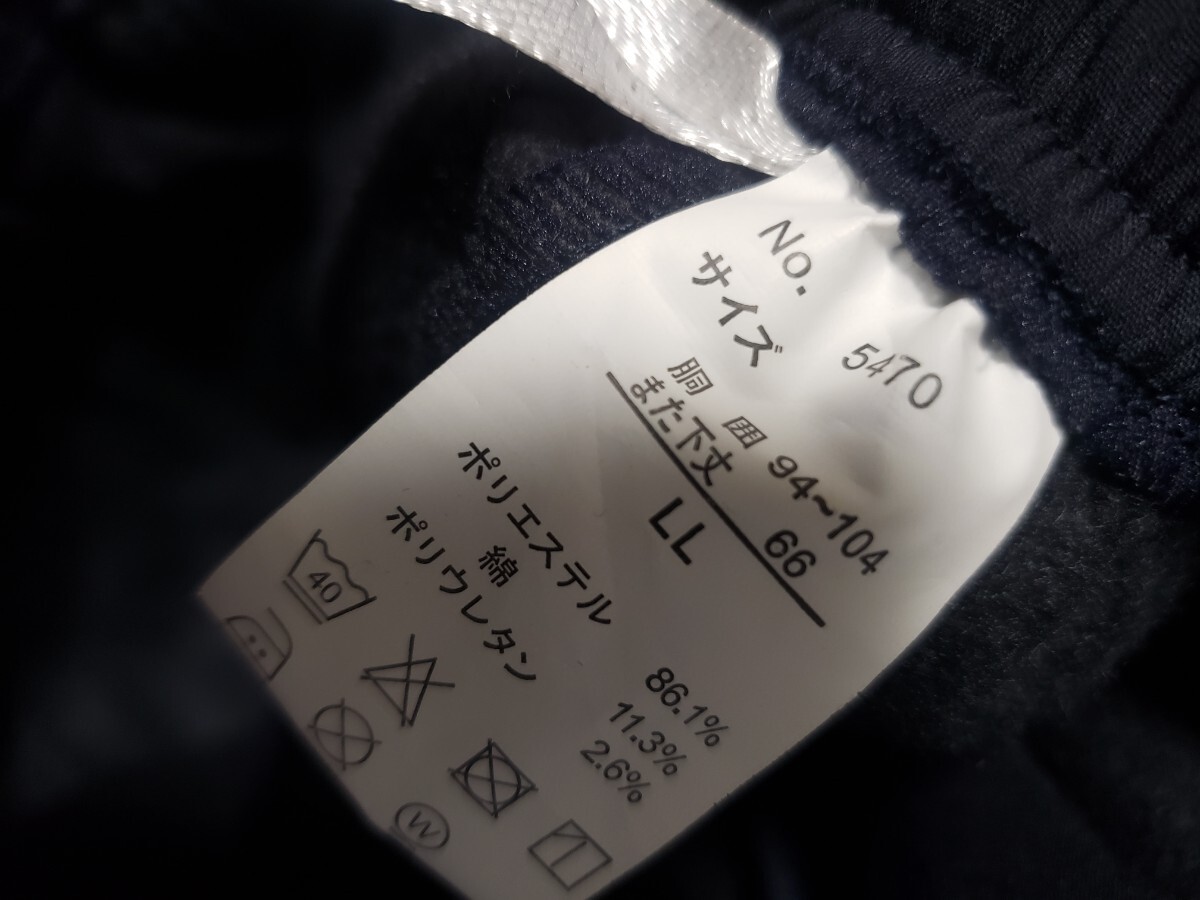 No. 5470
サイズ
胴囲 94~104
また下丈 66
LL
ポリエステル 86.1%
綿 11.3%
ポリウレタン 2.6%
40
W